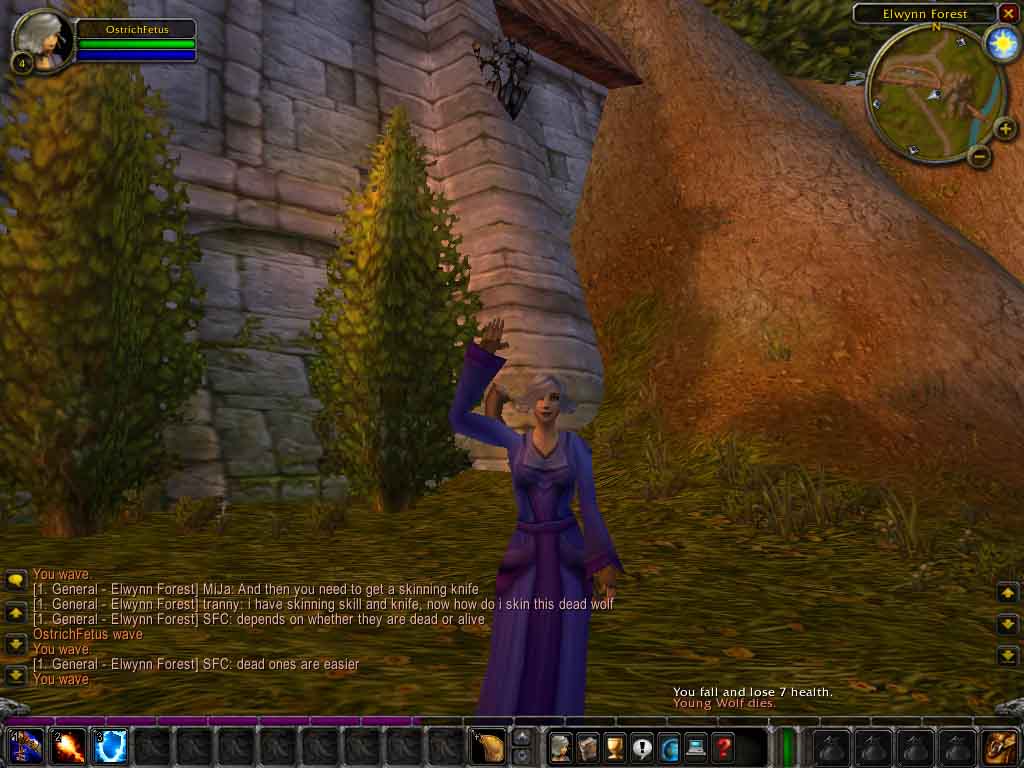 OstrichFetus
4
Elwynn Forest
N
You wave.
[1. General - Elwynn Forest] MiJa: And then you need to get a skinning knife
[1. General - Elwynn Forest] tranny: i have skinning skill and knife, now how do i skin this dead wolf
[1. General - Elwynn Forest] SFC: depends on whether they are dead or alive
OstrichFetus wave
You wave.
[1. General - Elwynn Forest] SFC: dead ones are easier
You wave.
You fall and lose 7 health.
Young Wolf dies.
1 2 3